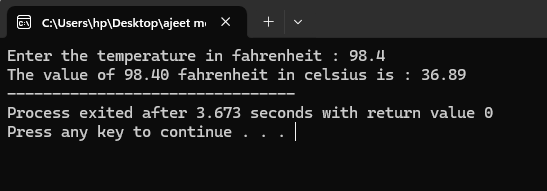 C:\Users\hp\Desktop\ajeet m
Enter the temperature in fahrenheit : 98.4
The value of 98.40 fahrenheit in celsius is : 36.89
--------------------------------
Process exited after 3.673 seconds with return value 0
Press any key to continue . . .